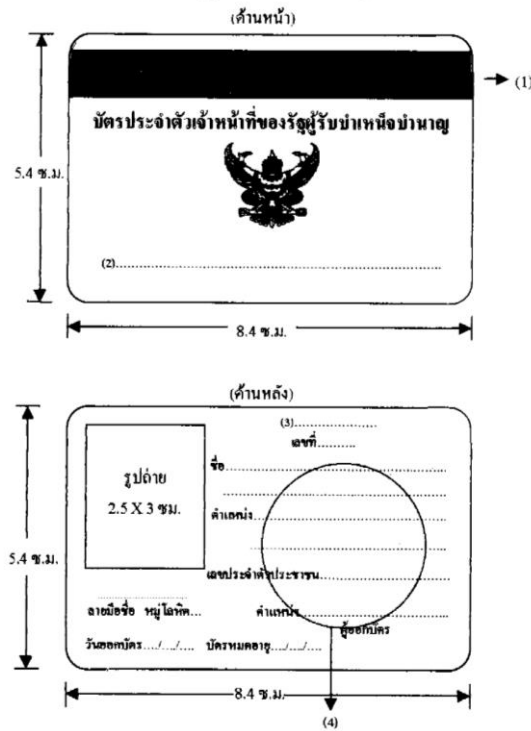 (ด้านหน้า)
(1)
บัตรประจำตัวเจ้าหน้าที่ของรัฐผู้รับบำเหน็จบำนาญ
5.4 ซ.ม.
(2)
8.4 ซ.ม.
(ด้านหลัง)
(3)
เลขที่
รูปถ่าย
2.5 X 3 ซม.
ชื่อ
ตำแหน่ง
5.4 ซ.ม.
เลขประจำตัวประชาชน
ลายมือชื่อ หมู่โลหิต... ตำแหน่ง
ผู้ออกบัตร
วันออกบัตร..../..../.... บัตรหมดอายุ..../..../....
8.4 ซ.ม.
(4)